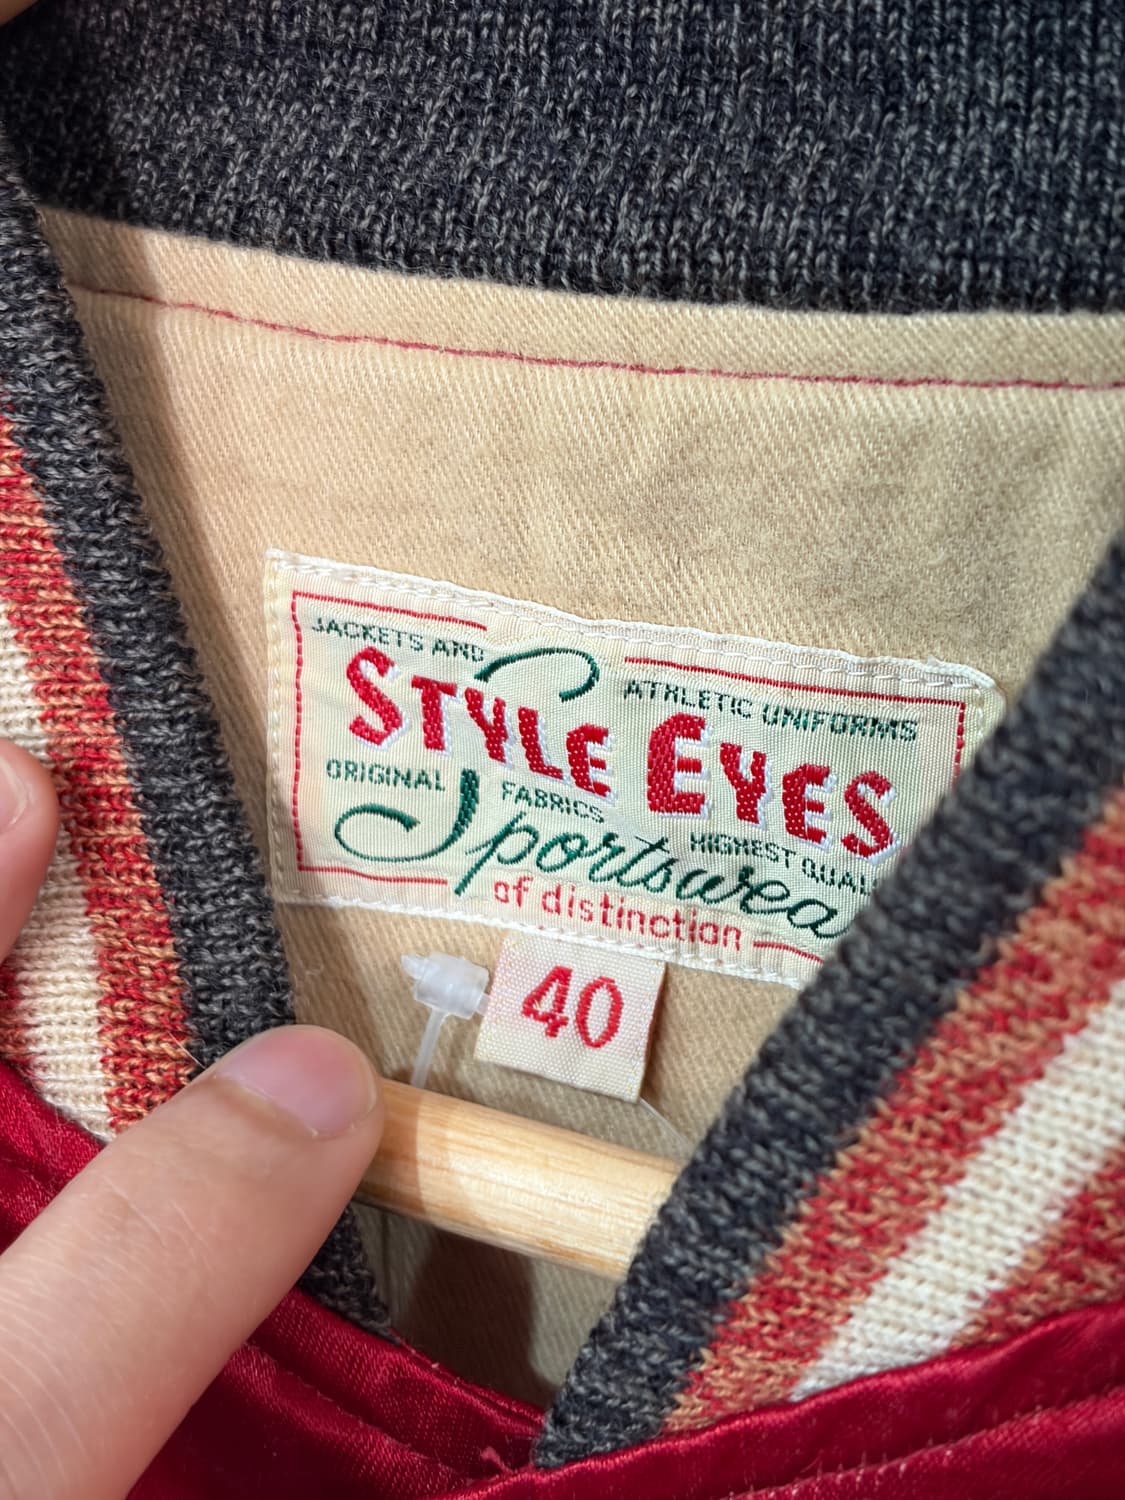 JACKETS AND
ATHLETIC UNIFORMS
STYLE EYES
ORIGINAL FABRICS
HIGHEST
Sportswea
of distinction
40